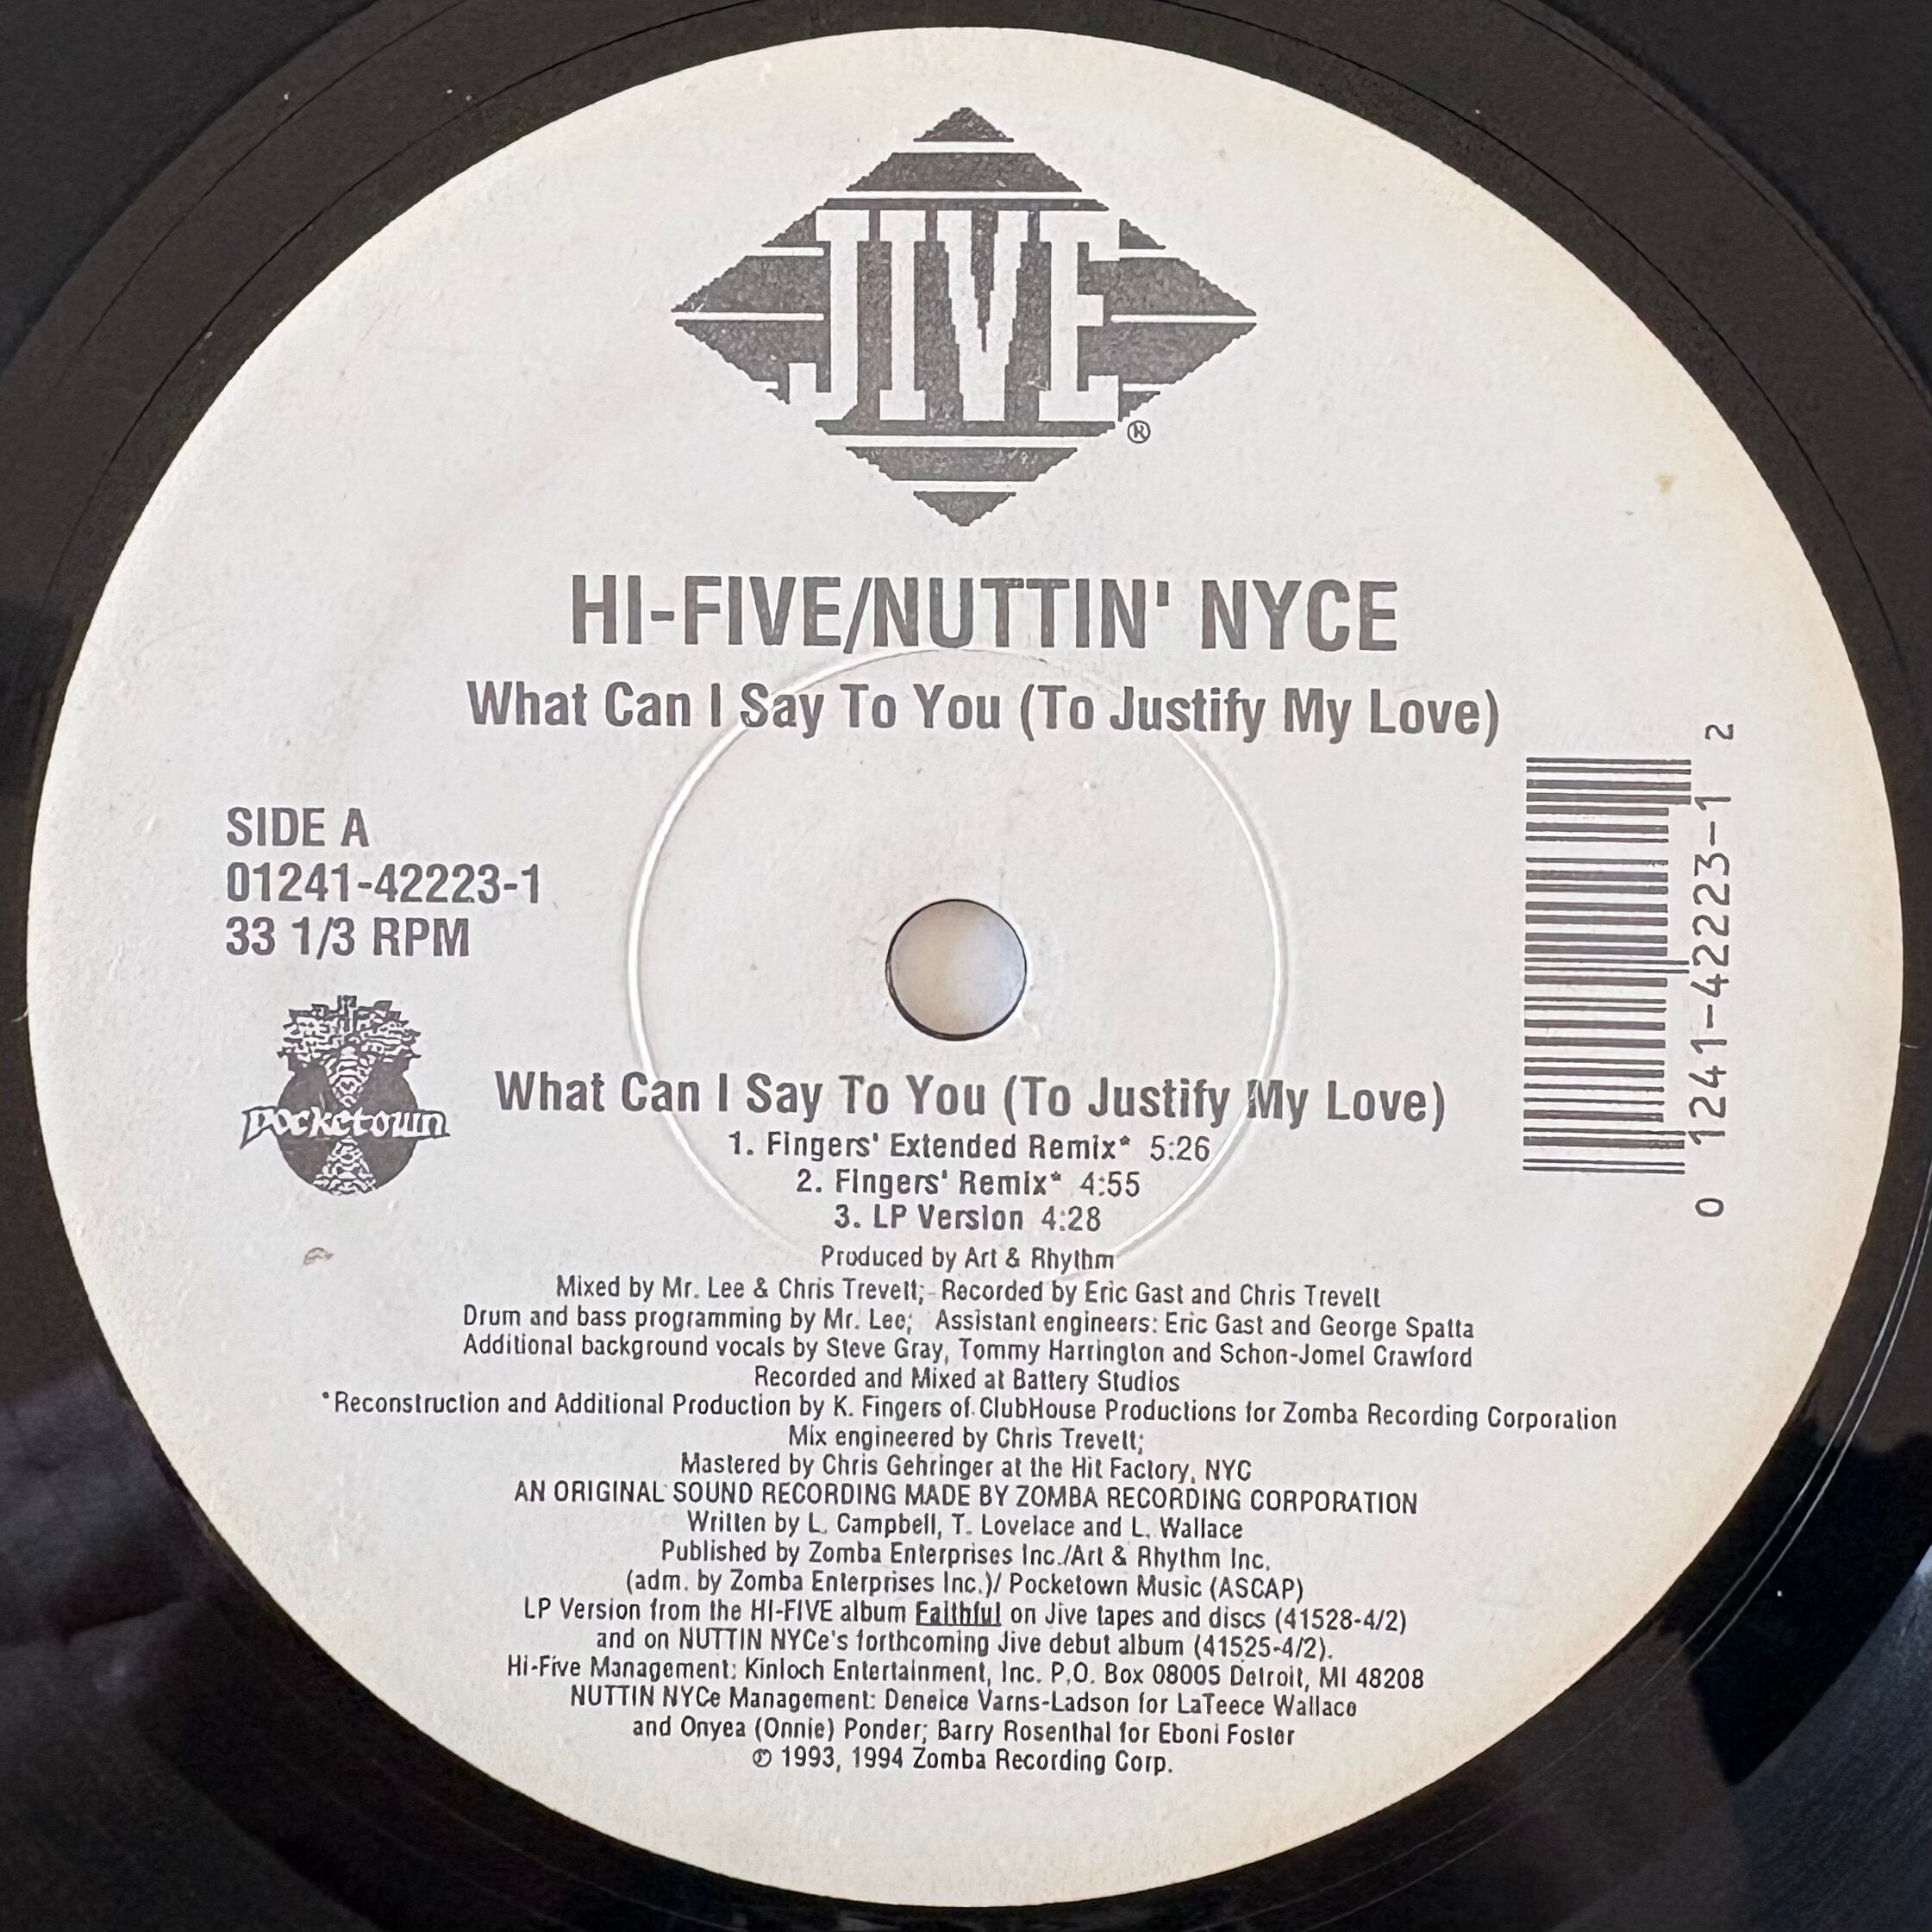 JIVE®
HI-FIVE/NUTTIN' NYCE
What Can I Say To You (To Justify My Love)
SIDE A
01241-42223-1
33 1/3 RPM
pocketown
0 1241-42223-1 2
What Can I Say To You (To Justify My Love)
1. Fingers' Extended Remix* 5:26
2. Fingers' Remix* 4:55
3. LP Version 4:28
Produced by Art & Rhythm
Mixed by Mr. Lee & Chris Trevett; Recorded by Eric Gast and Chris Trevett
Drum and bass programming by Mr. Lee; Assistant engineers: Eric Gast and George Spatta
Additional background vocals by Steve Gray, Tommy Harrington and Schon-Jomel Crawford
Recorded and Mixed at Battery Studios
*Reconstruction and Additional Production by K. Fingers of ClubHouse Productions for Zomba Recording Corporation
Mix engineered by Chris Trevett;
Mastered by Chris Gehringer at the Hit Factory, NYC
AN ORIGINAL SOUND RECORDING MADE BY ZOMBA RECORDING CORPORATION
Written by L. Campbell, T. Lovelace and L. Wallace
Published by Zomba Enterprises Inc./Art & Rhythm Inc.
(adm. by Zomba Enterprises Inc.)/ Pocketown Music (ASCAP)
LP Version from the HI-FIVE album Faithful on Jive tapes and discs (41528-4/2)
and on NUTTIN NYCe's forthcoming Jive debut album (41525-4/2).
Hi-Five Management: Kinloch Entertainment, Inc. P.O. Box 08005 Detroit, MI 48208
NUTTIN NYCe Management: Deneice Varns-Ladson for LaTeece Wallace
and Onyea (Onnie) Ponder; Barry Rosenthal for Eboni Foster
℗ 1993, 1994 Zomba Recording Corp.